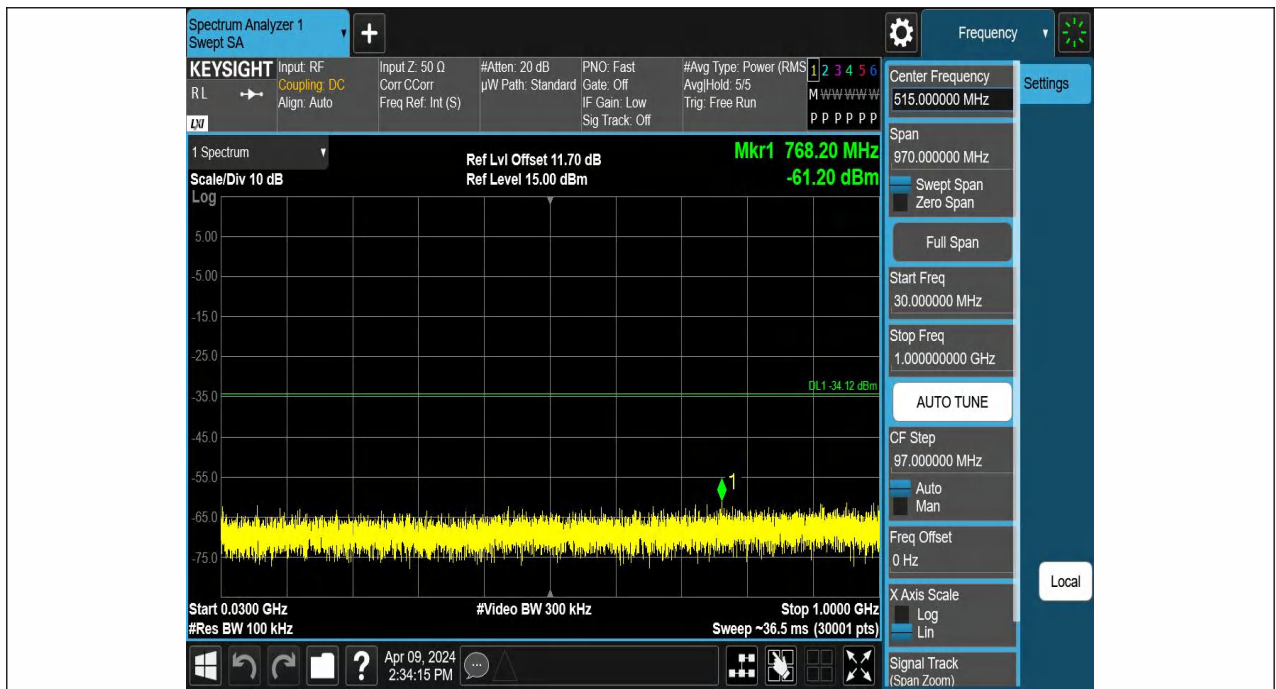 Spectrum Analyzer 1
Swept SA
+
Frequency
KEYSIGHT
RL
LXI
Input: RF
Coupling: DC
Align: Auto
Input Z: 50 Ω
Corr CCorr
Freq Ref: Int (S)
#Atten: 20 dB
µW Path: Standard
PNO: Fast
Gate: Off
IF Gain: Low
Sig Track: Off
#Avg Type: Power (RMS
Avg|Hold: 5/5
Trig: Free Run
1 2 3 4 5 6
M W W W W W
P P P P P P
1 Spectrum
Scale/Div 10 dB
Log
Ref Lvl Offset 11.70 dB
Ref Level 15.00 dBm
Mkr1 768.20 MHz
-61.20 dBm
5.00
-5.00
-15.0
-25.0
-35.0
DL1 -34.12 dBm
-45.0
-55.0
1
-65.0
-75.0
Start 0.0300 GHz
#Res BW 100 kHz
#Video BW 300 kHz
Stop 1.0000 GHz
Sweep ~36.5 ms (30001 pts)
Center Frequency
515.000000 MHz
Settings
Span
970.000000 MHz
Swept Span
Zero Span
Full Span
Start Freq
30.000000 MHz
Stop Freq
1.000000000 GHz
AUTO TUNE
CF Step
97.000000 MHz
Auto
Man
Freq Offset
0 Hz
X Axis Scale
Log
Lin
Signal Track
(Span Zoom)
Local
?
Apr 09, 2024
2:34:15 PM